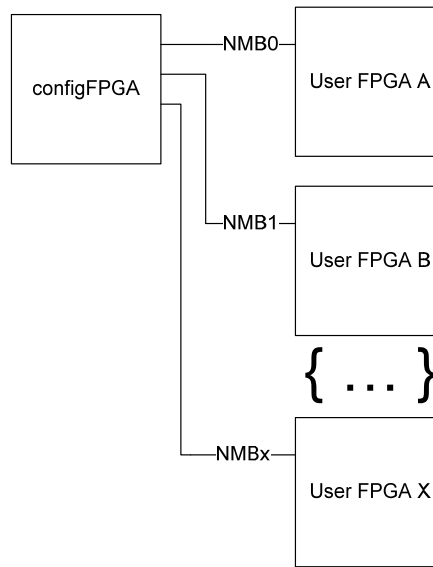 NMB0
User FPGA A
configFPGA
NMB1
User FPGA B
{ ... }
NMBx
User FPGA X